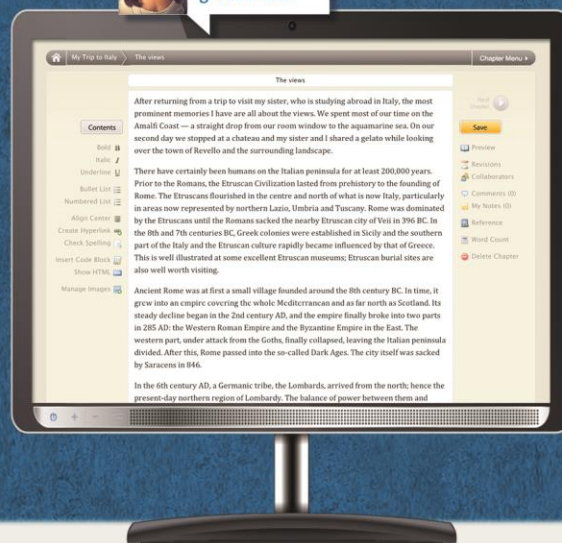 My Trip to Italy
The views
Chapter Menu
The views
After returning from a trip to visit my sister, who is studying abroad in Italy, the most
prominent memories I have are all about the views. We spent most of our time on the
Amalfi Coast — a straight drop from our room window to the aquamarine sea. On our
second day we stopped at a chateau and my sister and I shared a gelato while looking
over the town of Revello and the surrounding landscape.
There have certainly been humans on the Italian peninsula for at least 200,000 years.
Prior to the Romans, the Etruscan Civilization lasted from prehistory to the founding of
Rome. The Etruscans flourished in the centre and north of what is now Italy, particularly
in areas now represented by northern Lazio, Umbria and Tuscany. Rome was dominated
by the Etruscans until the Romans sacked the nearby Etruscan city of Veii in 396 BC. In
the 8th and 7th centuries BC, Greek colonies were established in Sicily and the southern
part of the Italy and the Etruscan culture rapidly became influenced by that of Greece.
This is well illustrated at some excellent Etruscan museums; Etruscan burial sites are
also well worth visiting.
Ancient Rome was at first a small village founded around the 8th century BC. In time, it
grew into an empire covering the whole Mediterranean and as far north as Scotland. Its
steady decline began in the 2nd century AD, and the empire finally broke into two parts
in 285 AD: the Western Roman Empire and the Byzantine Empire in the East. The
western part, under attack from the Goths, finally collapsed, leaving the Italian peninsula
divided. After this, Rome passed into the so-called Dark Ages. The city itself was sacked
by Saracens in 846.
In the 6th century AD, a Germanic tribe, the Lombards, arrived from the north; hence the
present-day northern region of Lombardy. The balance of power between them and
Contents
Bold B
Italic I
Underline U
Bullet List
Numbered List
Align Center
Create Hyperlink
Check Spelling
Insert Code Block
Show HTML
Manage Images
Next
Chapter
Save
Preview
Revisions
Collaborators
Comments (0)
My Notes (0)
Reference
Word Count
Delete Chapter